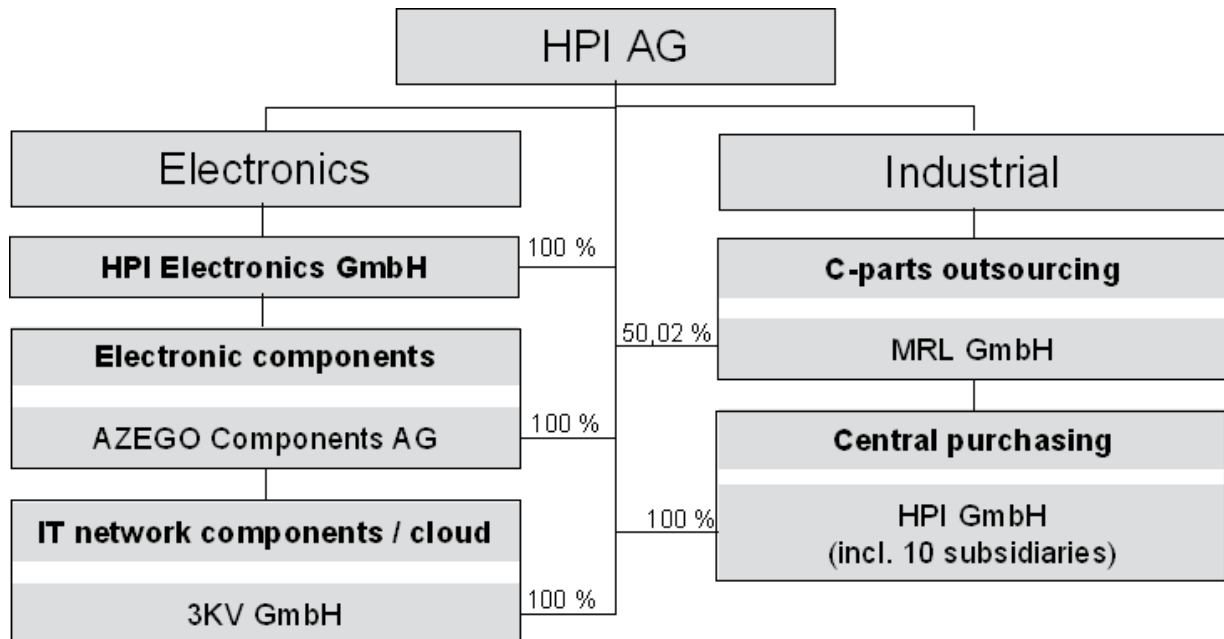 HPI AG
Electronics
Industrial
HPI Electronics GmbH
100 %
C-parts outsourcing
50,02 %
MRL GmbH
Electronic components
AZEGO Components AG
100 %
Central purchasing
HPI GmbH
(incl. 10 subsidiaries)
100 %
IT network components / cloud
3KV GmbH
100 %